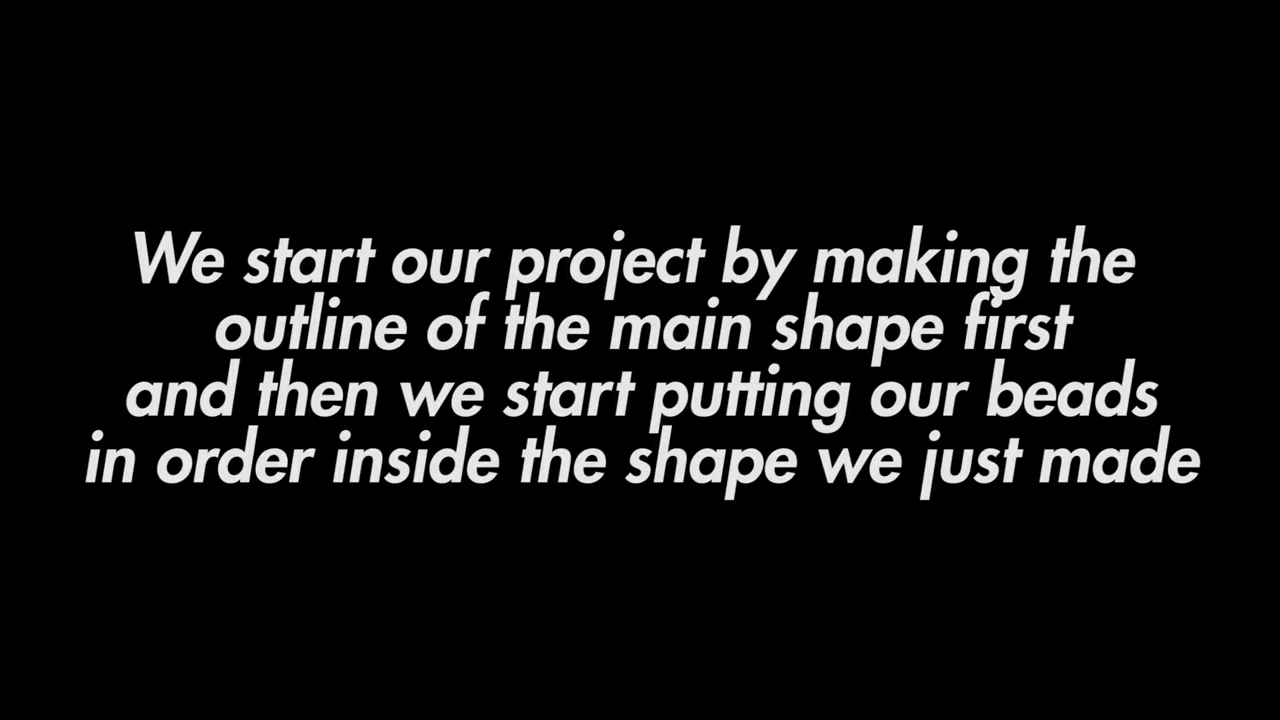 We start our project by making the
outline of the main shape first
and then we start putting our beads
in order inside the shape we just made